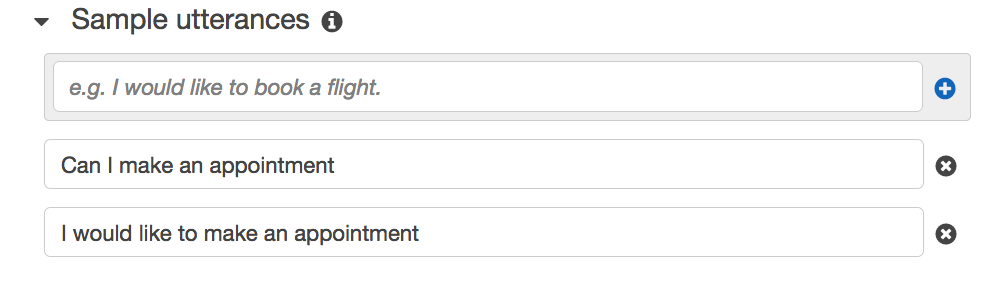 Sample utterances
e.g. I would like to book a flight.
Can I make an appointment
I would like to make an appointment